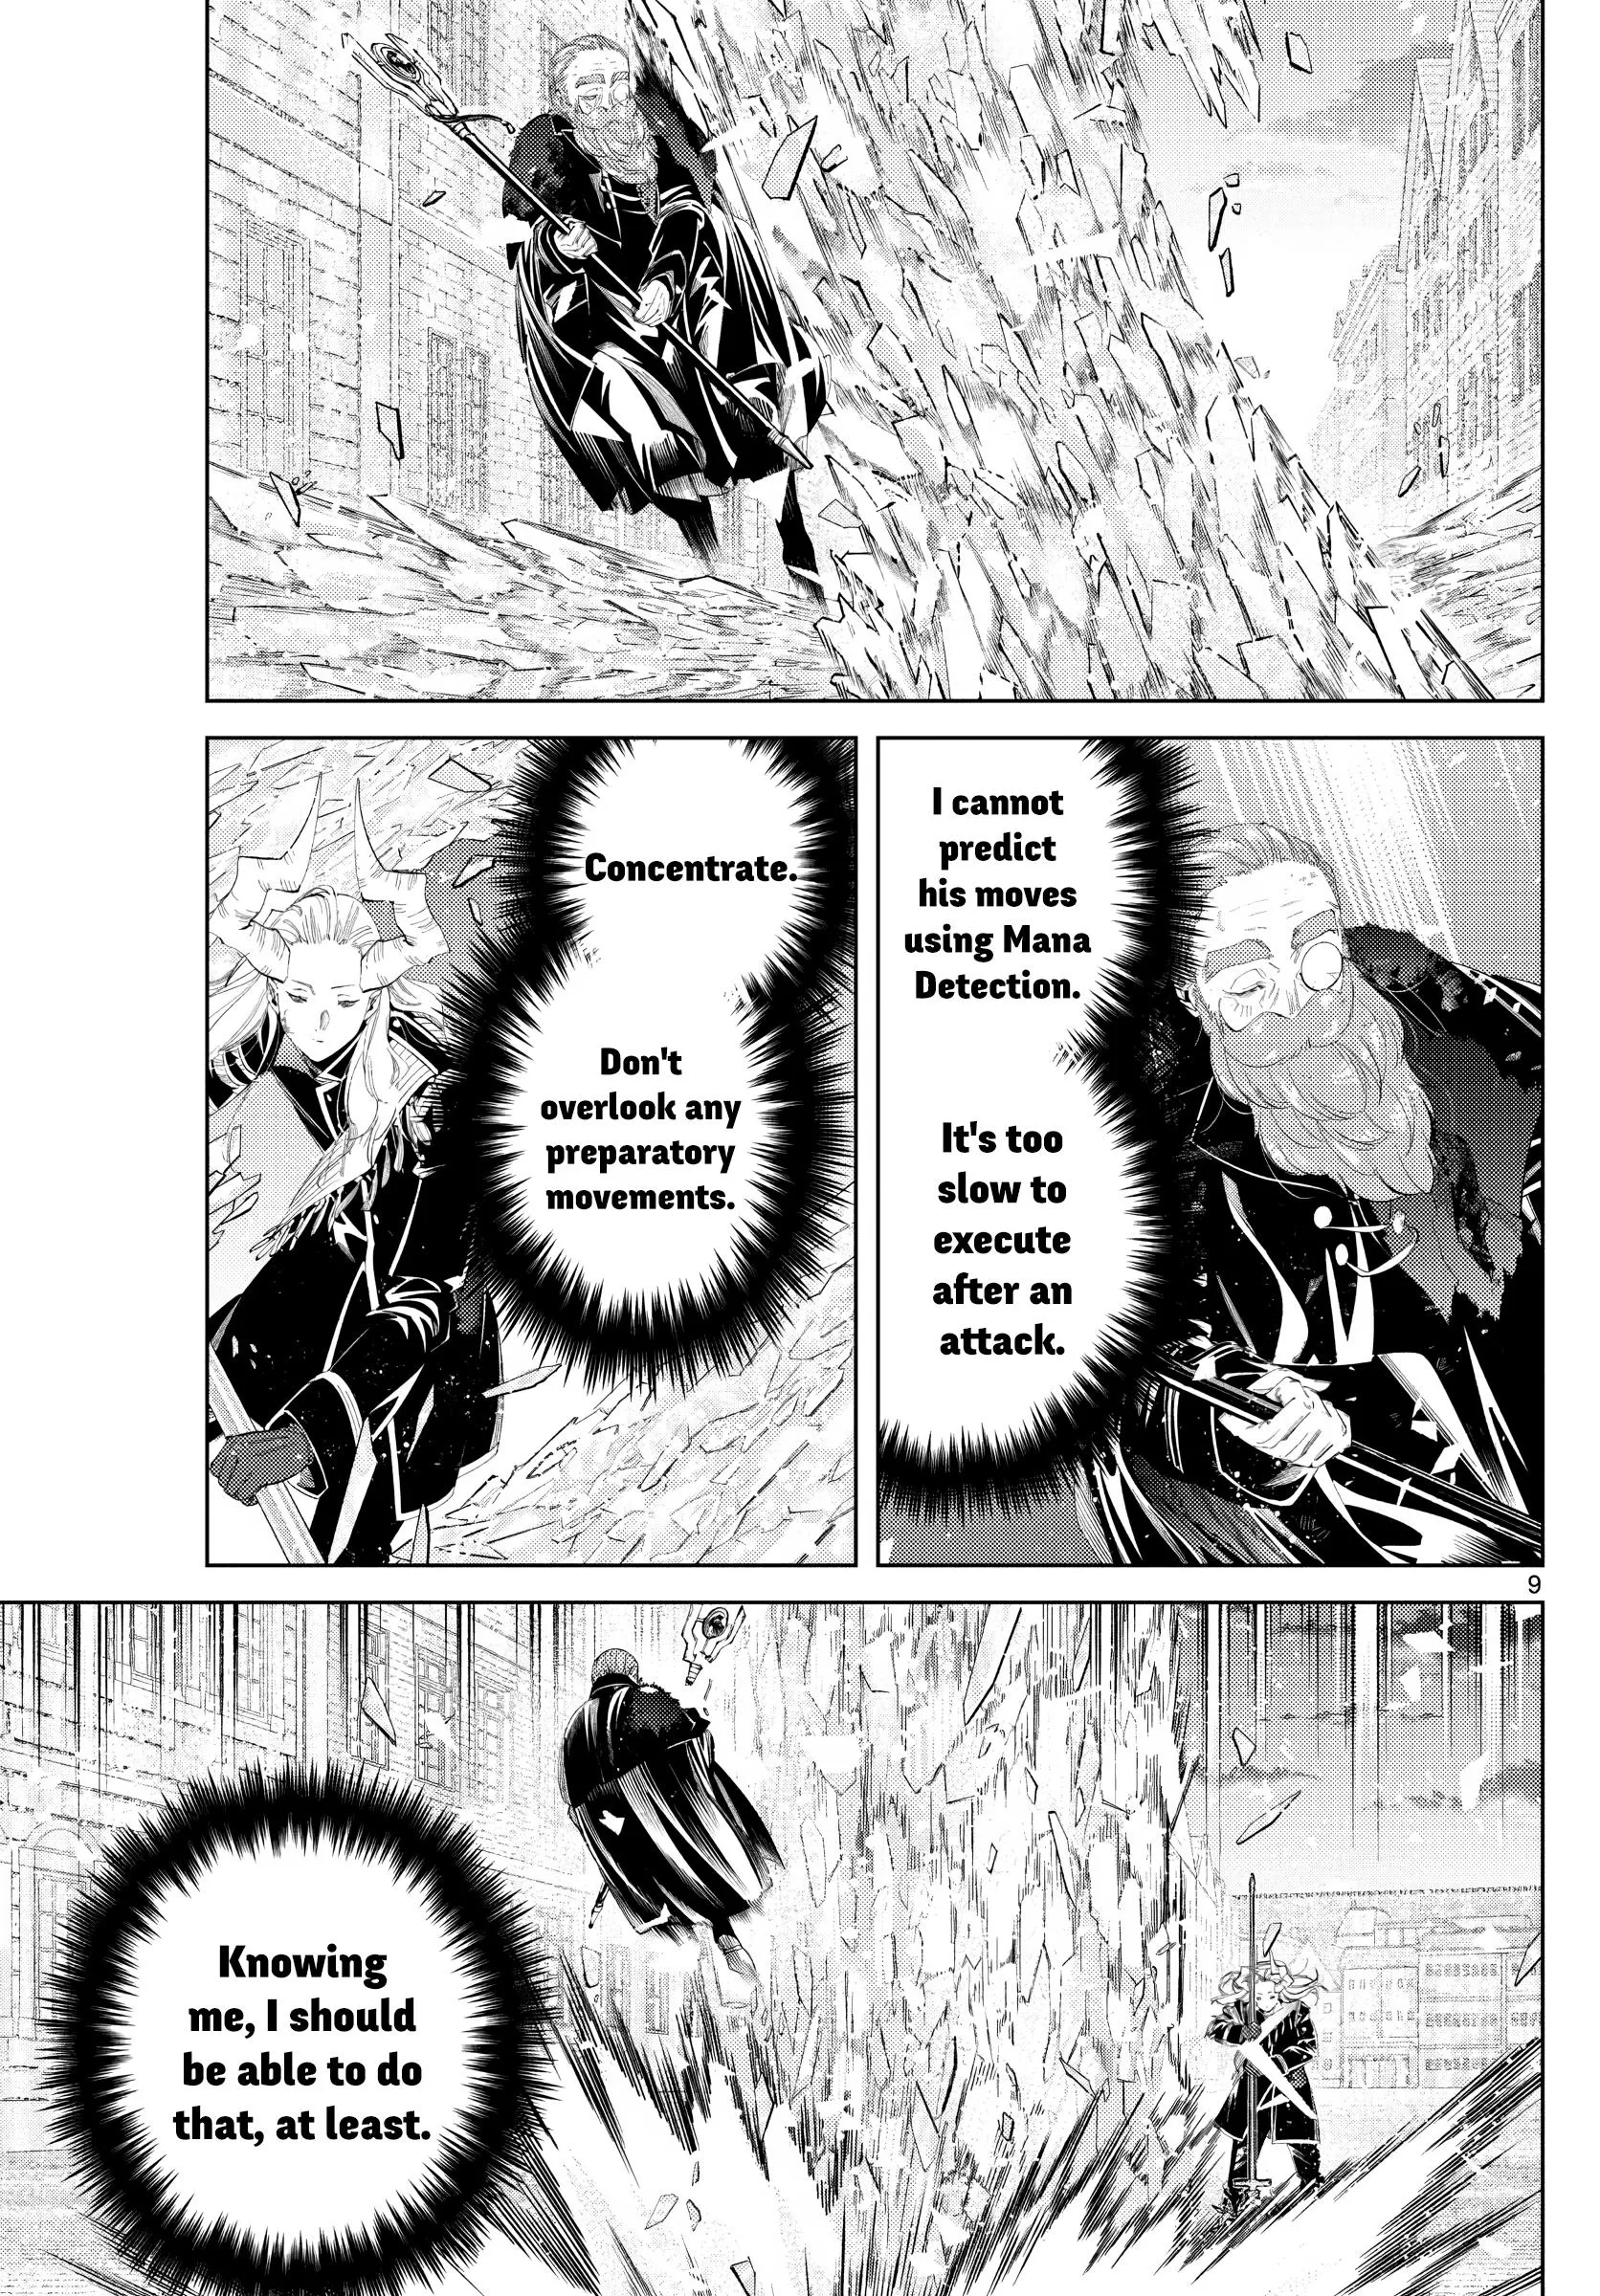 I cannot
predict
his moves
using Mana
Detection.
It's too
slow to
execute
after an
attack.
Concentrate.
Don't
overlook any
preparatory
movements.
9
Knowing
me, I should
be able to do
that, at least.